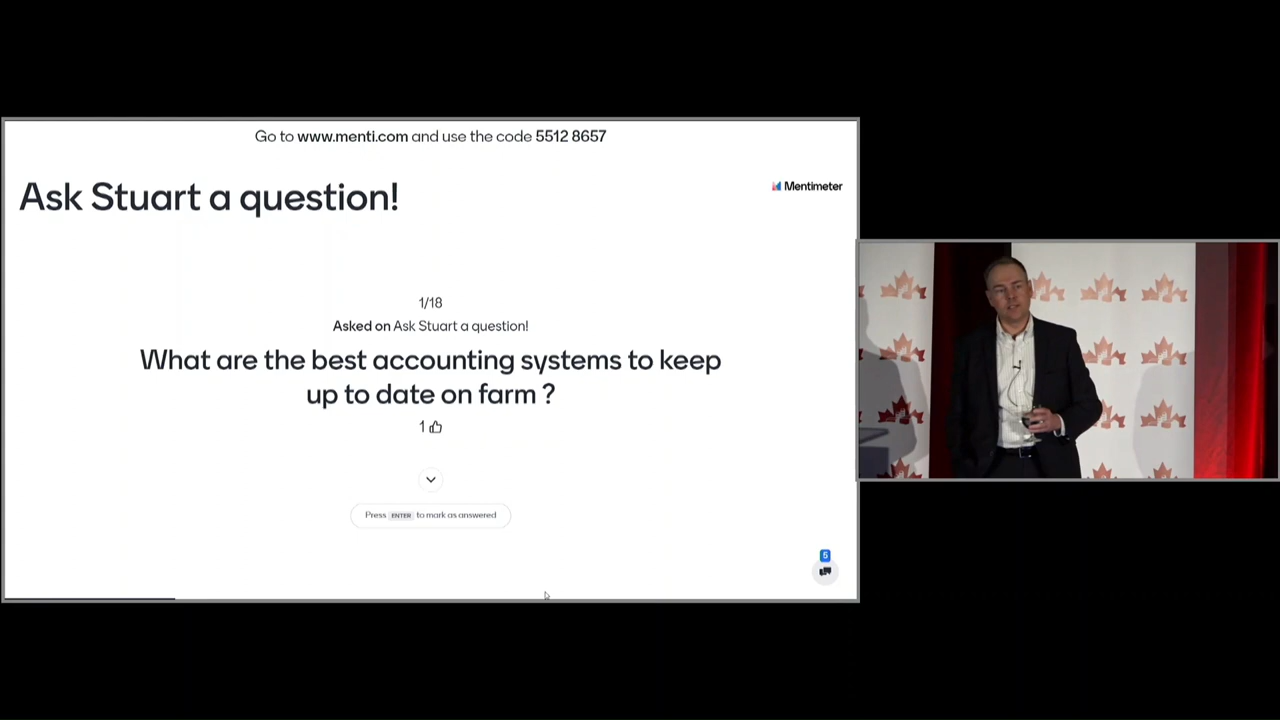 Go to www.menti.com and use the code 5512 8657
Ask Stuart a question!
Mentimeter
1/18
Asked on Ask Stuart a question!
What are the best accounting systems to keep
up to date on farm ?
1
Press ENTER to mark as answered
5